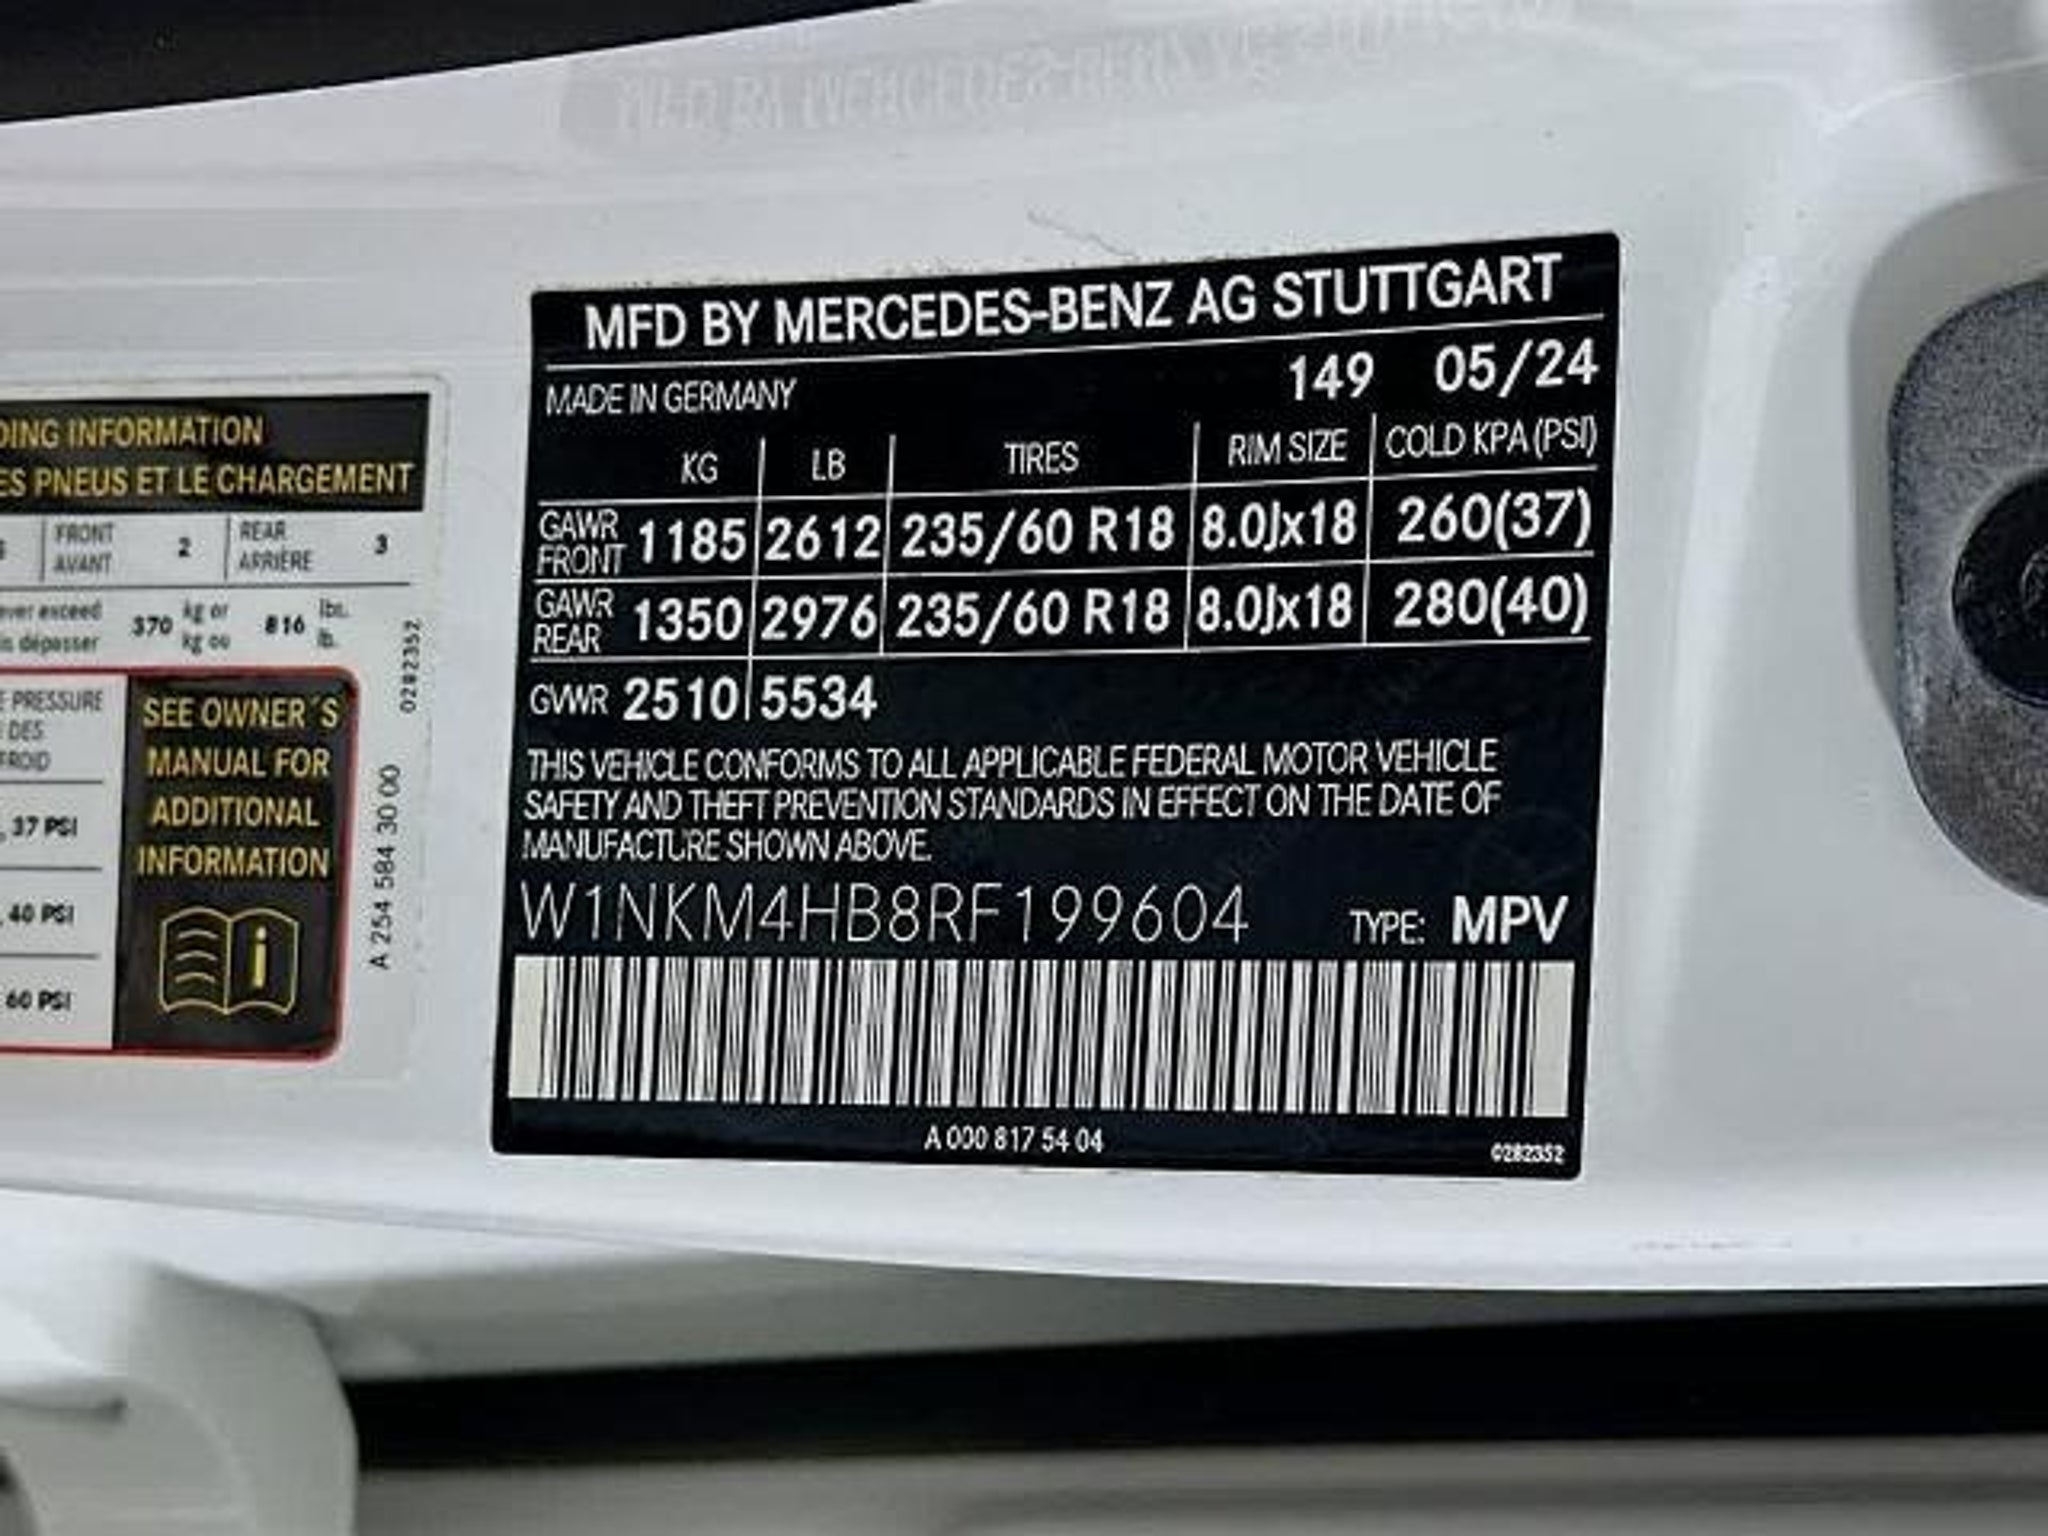 DING INFORMATION
ES PNEUS ET LE CHARGEMENT
FRONT 2 REAR 3
AVANT ARRIÈRE
ever exceed 370 kg or 816 lbs.
is dépasser kg ou lb.
0282352
E PRESSURE
DES
FROID
37 PSI
40 PSI
60 PSI
SEE OWNER´S
MANUAL FOR
ADDITIONAL
INFORMATION
i
A 254 584 30 00
MFD BY MERCEDES-BENZ AG STUTTGART
MADE IN GERMANY 149 05/24
KG LB TIRES RIM SIZE COLD KPA (PSI)
GAWR FRONT 1185 2612 235/60 R18 8.0Jx18 260(37)
GAWR REAR 1350 2976 235/60 R18 8.0Jx18 280(40)
GVWR 2510 5534
THIS VEHICLE CONFORMS TO ALL APPLICABLE FEDERAL MOTOR VEHICLE
SAFETY AND THEFT PREVENTION STANDARDS IN EFFECT ON THE DATE OF
MANUFACTURE SHOWN ABOVE.
W1NKM4HB8RF199604 TYPE: MPV
A 000 817 54 04
0282352